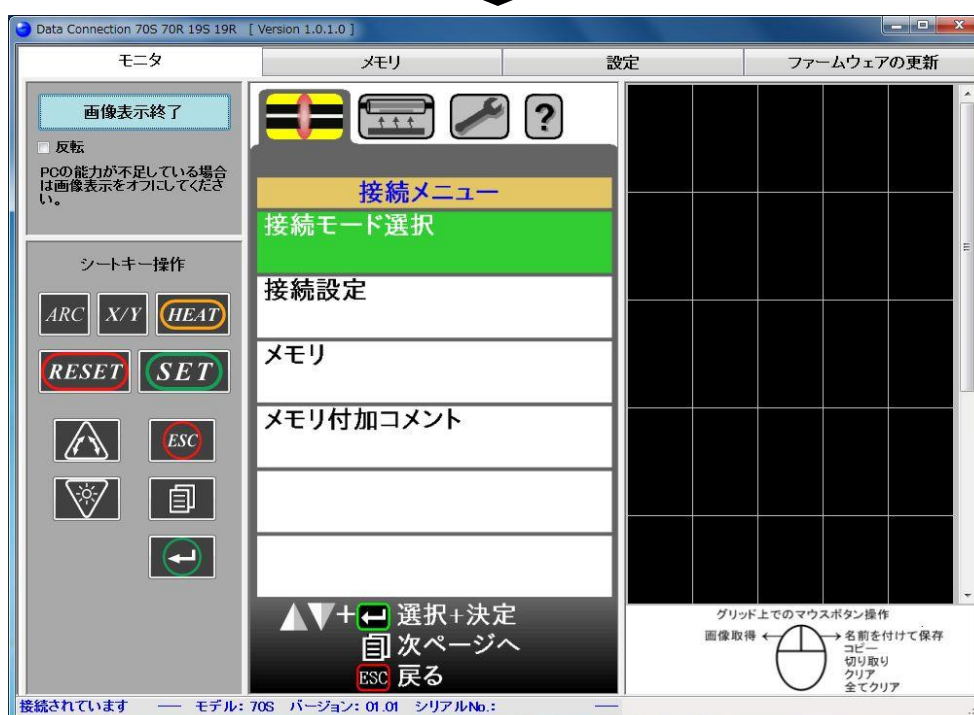 Data Connection 70S 70R 19S 19R [ Version 1.0.1.0 ]
モニタ
メモリ
設定
ファームウェアの更新
画像表示終了
反転
PCの能力が不足している場合
は画像表示をオフにしてくださ
い。
シートキー操作
ARC
X/Y
HEAT
RESET
SET
ESC
?
接続メニュー
接続モード選択
接続設定
メモリ
メモリ付加コメント
+ 選択+決定
次ページへ
ESC 戻る
グリッド上でのマウスボタン操作
画像取得
名前を付けて保存
コピー
切り取り
クリア
全てクリア
接続されています — モデル: 70S バージョン: 01.01 シリアルNo.: —